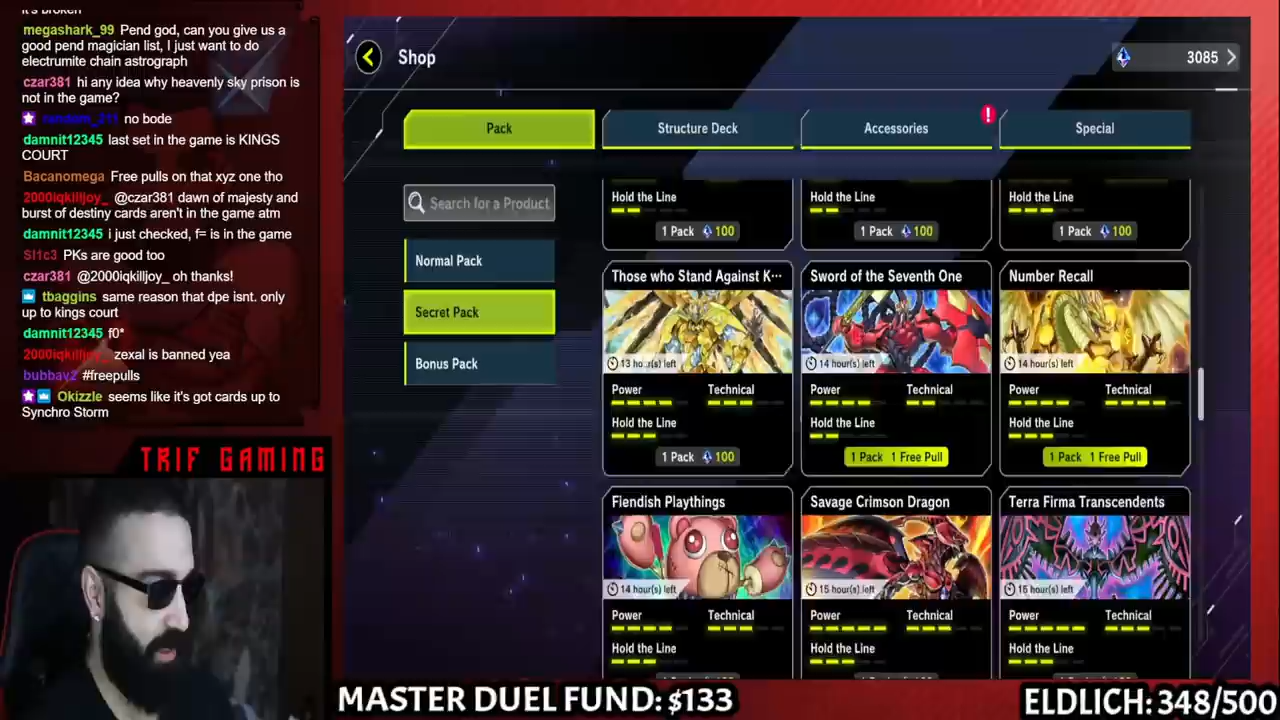 it's broken
megashark_99 Pend god, can you give us a
good pend magician list, I just want to do
electrumite chain astrograph
czar381 hi any idea why heavenly sky prison is
not in the game?
no bode
damnit12345 last set in the game is KINGS
COURT
Bacanomega Free pulls on that xyz one tho
2000iqkilljoy_ @czar381 dawn of majesty and
burst of destiny cards aren't in the game atm
damnit12345 i just checked, f= is in the game
Sl1c3 PKs are good too
czar381 @2000iqkilljoy_ oh thanks!
tbaggins same reason that dpe isnt. only
up to kings court
damnit12345 f0*
2000iqkilljoy_ zexal is banned yea
bubbayZ #freepulls
Okizzle seems like it's got cards up to
Synchro Storm
TRIF GAMING
Shop
3085
Pack
Structure Deck
Accessories
!
Special
Search for a Product
Normal Pack
Secret Pack
Bonus Pack
Hold the Line
1 Pack 100
Hold the Line
1 Pack 100
Hold the Line
1 Pack 100
Those who Stand Against K···
13 hour(s) left
Power Technical
Hold the Line
1 Pack 100
Sword of the Seventh One
14 hour(s) left
Power Technical
Hold the Line
1 Pack 1 Free Pull
Number Recall
14 hour(s) left
Power Technical
Hold the Line
1 Pack 1 Free Pull
Fiendish Playthings
14 hour(s) left
Power Technical
Hold the Line
Savage Crimson Dragon
15 hour(s) left
Power Technical
Hold the Line
Terra Firma Transcendents
15 hour(s) left
Power Technical
Hold the Line
MASTER DUEL FUND: $133
ELDLICH: 348/500